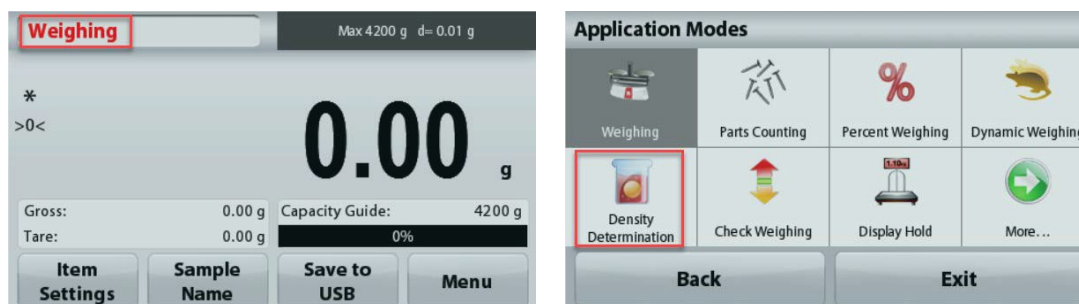 Weighing
Max 4200 g d= 0.01 g
*
>0<
0.00 g
Gross: 0.00 g
Tare: 0.00 g
Capacity Guide: 4200 g
0%
Item Settings
Sample Name
Save to USB
Menu
Application Modes
Weighing
Parts Counting
Percent Weighing
Dynamic Weighing
Density Determination
Check Weighing
1.10
Display Hold
More...
Back
Exit